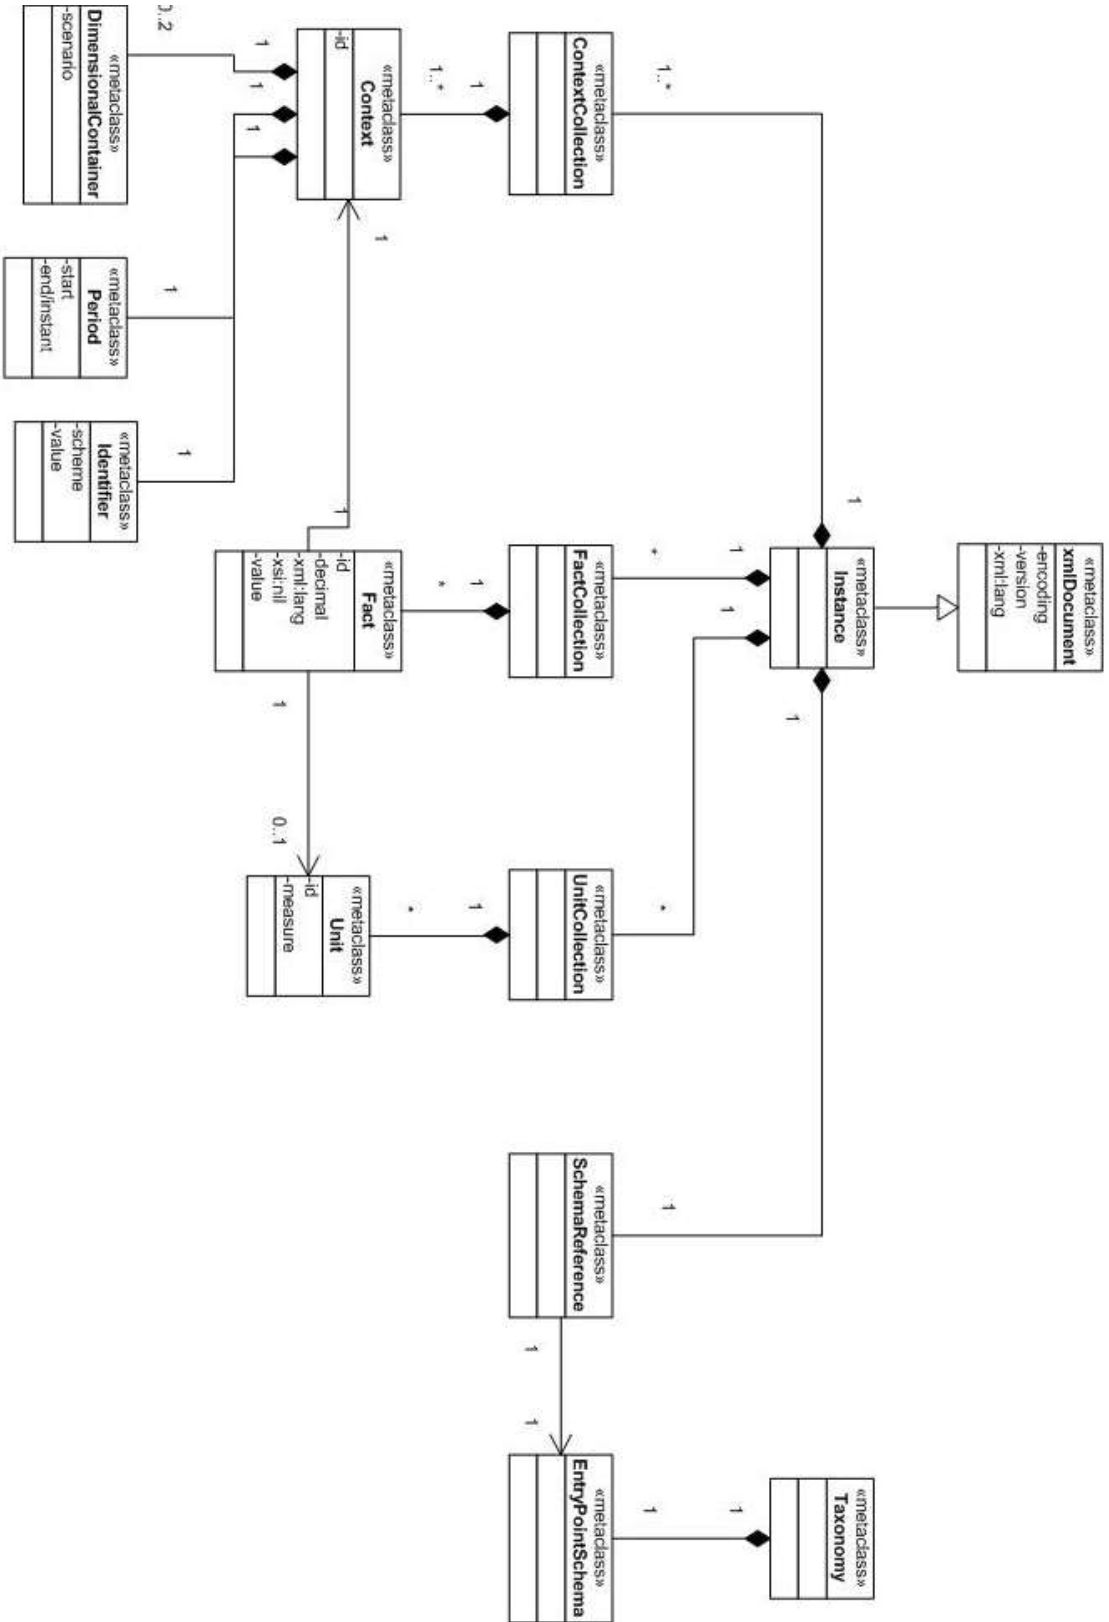 «metaclass»
xmlDocument
-encoding
-version
-xml:lang
«metaclass»
Instance
1
1
1
1
«metaclass»
Taxonomy
1
1..*
*
*
1
1
«metaclass»
ContextCollection
«metaclass»
FactCollection
«metaclass»
UnitCollection
«metaclass»
SchemaReference
«metaclass»
EntryPointSchema
1
1
1
1
1
1..*
*
*
«metaclass»
Context
-id
1
«metaclass»
Fact
-id
-decimal
-xml:lang
-xsi:nil
-value
1
1
0..1
«metaclass»
Unit
-id
-measure
1
1
1
0..2
1
1
«metaclass»
DimensionalContainer
-scenario
«metaclass»
Period
-start
-end/instant
«metaclass»
Identifier
-scheme
-value